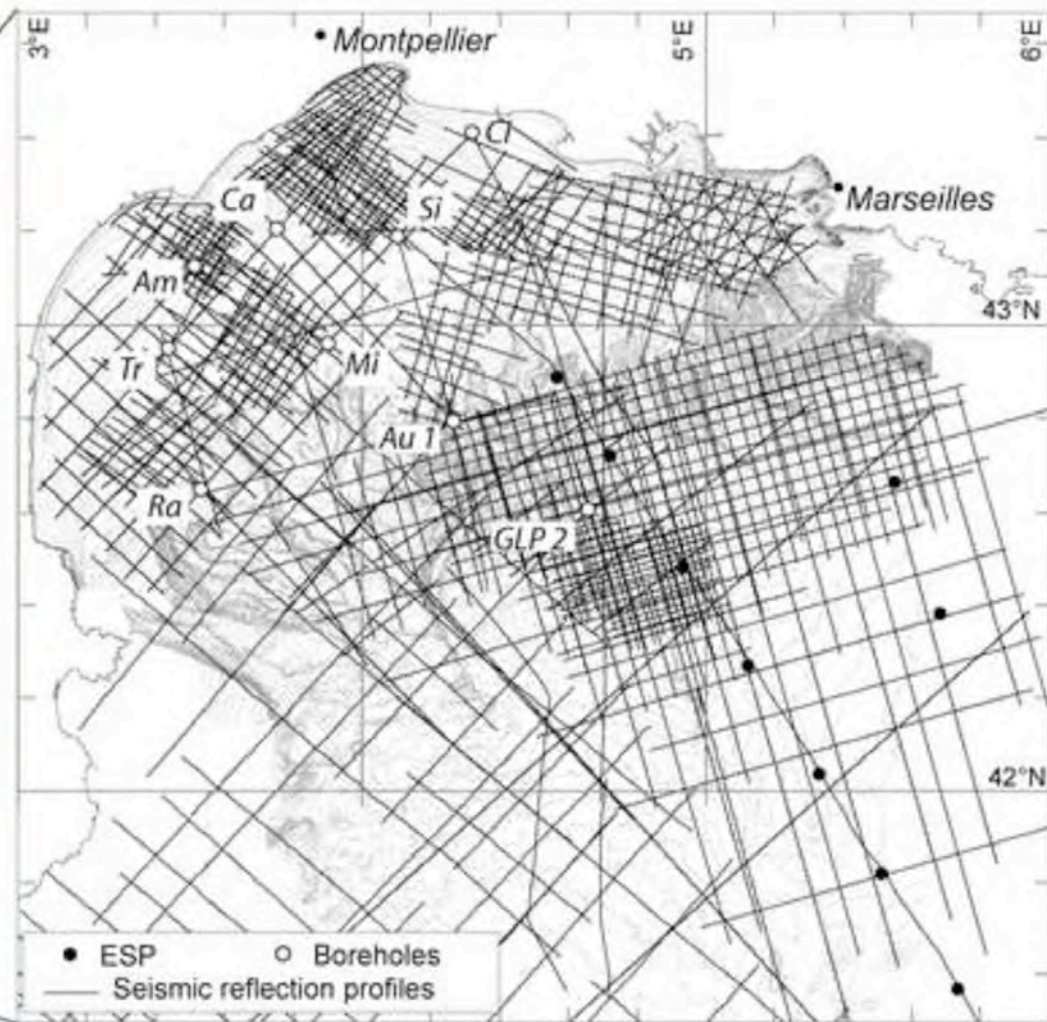 3°E
5°E
6°E
Montpellier
Cl
Marseilles
Ca
Si
Am
43°N
Tr
Mi
Au 1
Ra
GLP 2
42°N
ESP
Boreholes
Seismic reflection profiles